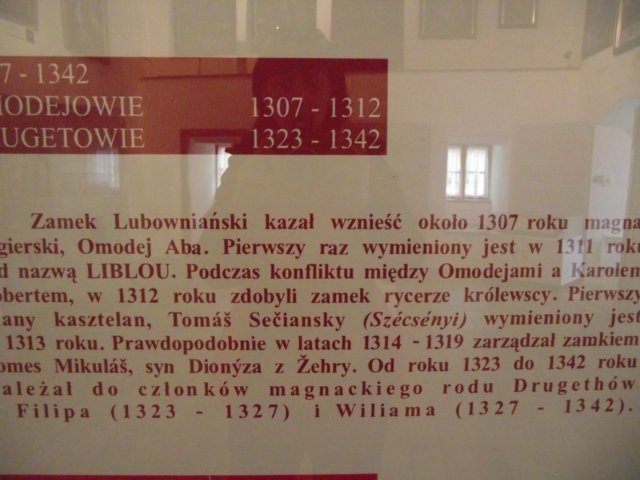 7 - 1342
MODEJOWIE 1307 - 1312
RUGETOWIE 1323 - 1342
Zamek Lubowniański kazał wznieść około 1307 roku magna
gierski, Omodej Aba. Pierwszy raz wymieniony jest w 1311 roku
d nazwą LIBLOU. Podczas konfliktu między Omodejami a Karolem
obertem, w 1312 roku zdobyli zamek rycerze królewscy. Pierwszy
any kasztelan, Tomáš Sečiansky (Szécsényi) wymieniony jest
1313 roku. Prawdopodobnie w latach 1314 - 1319 zarządzał zamkiem
omes Mikuláš, syn Dionýza z Žehry. Od roku 1323 do 1342 roku
ależał do członków magnackiego rodu Drugethów
Filipa (1323 - 1327) i Wiliama (1327 - 1342).